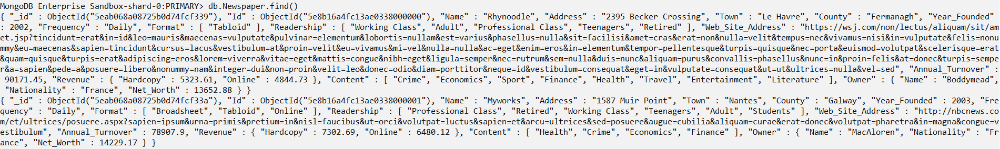 MongoDB Enterprise Sandbox-shard-0:PRIMARY> db.Newspaper.find()
{ "_id" : ObjectId("5eab068a08725b0d74fcf339"), "Id" : ObjectId("5e8b16a4fc13ae0338000000"), "Name" : "Rhynoodle", "Address" : "2395 Becker Crossing", "Town" : "Le Havre", "County" : "Fermanagh", "Year_Founded"
: 2002, "Frequency" : "Daily", "Format" : [ "Tabloid" ], "Readership" : [ "Working Class", "Adult", "Professional Class", "Teenagers", "Retired" ], "Web_Site_Address" : "https://wsj.com/non/lectus/aliquam/sit/am
et.jsp?tincidunt=erat&in=id&leo=mauris&maecenas=vulputate&pulvinar=elementum&lobortis=nullam&est=varius&phasellus=nulla&sit=facilisi&amet=cras&erat=non&nulla=velit&tempus=nec&vivamus=nisi&in=vulputate&felis=nonu
mmy&eu=maecenas&sapien=tincidunt&cursus=lacus&vestibulum=at&proin=velit&eu=vivamus&mi=vel&nulla=nulla&ac=eget&enim=eros&in=elementum&tempor=pellentesque&turpis=quisque&nec=porta&euismod=volutpat&scelerisque=erat
&quam=quisque&turpis=erat&adipiscing=eros&lorem=viverra&vitae=eget&mattis=congue&nibh=eget&ligula=semper&nec=rutrum&sem=nulla&duis=nunc&aliquam=purus&convallis=phasellus&nunc=in&proin=felis&at=donec&turpis=sempe
r&a=sapien&pede=a&posuere=libero&nonummy=nam&integer=dui&non=proin&velit=leo&donec=odio&diam=porttitor&neque=id&vestibulum=consequat&eget=in&vulputate=consequat&ut=ut&ultrices=nulla&vel=sed", "Annual_Turnover" :
90171.45, "Revenue" : { "Hardcopy" : 5323.61, "Online" : 4844.73 }, "Content" : [ "Crime", "Economics", "Sport", "Finance", "Health", "Travel", "Entertainment", "Literature" ], "Owner" : { "Name" : "Boddymead",
"Nationality" : "France", "Net_Worth" : 13652.88 } }
{ "_id" : ObjectId("5eab068a08725b0d74fcf33a"), "Id" : ObjectId("5e8b16a4fc13ae0338000001"), "Name" : "Myworks", "Address" : "1587 Muir Point", "Town" : "Nantes", "County" : "Galway", "Year_Founded" : 2003, "Fre
quency" : "Daily", "Format" : [ "Broadsheet", "Tabloid", "Online" ], "Readership" : [ "Professional Class", "Retired", "Working Class", "Teenagers", "Adult", "Students" ], "Web_Site_Address" : "http://nbcnews.co
m/et/ultrices/posuere.aspx?sapien=ipsum&urna=primis&pretium=in&nisl=faucibus&ut=orci&volutpat=luctus&sapien=et&arcu=ultrices&sed=posuere&augue=cubilia&aliquam=curae&erat=donec&volutpat=pharetra&in=magna&congue=v
estibulum", "Annual_Turnover" : 78907.9, "Revenue" : { "Hardcopy" : 7302.69, "Online" : 6480.12 }, "Content" : [ "Health", "Crime", "Economics", "Finance" ], "Owner" : { "Name" : "MacAloren", "Nationality" : "Fr
ance", "Net_Worth" : 14229.17 } }